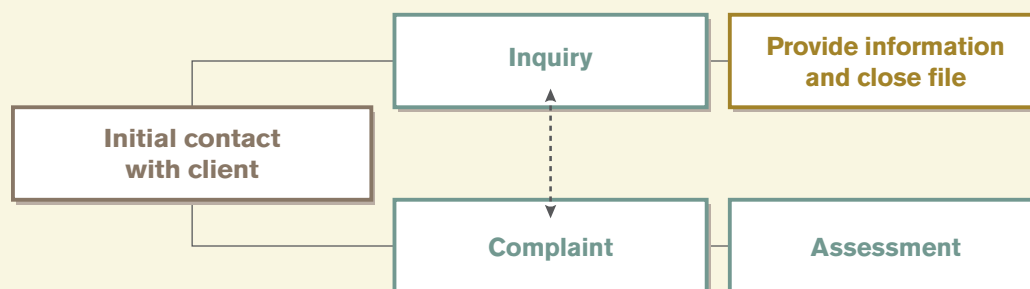 Inquiry
Provide information
and close file
Initial contact
with client
Complaint
Assessment